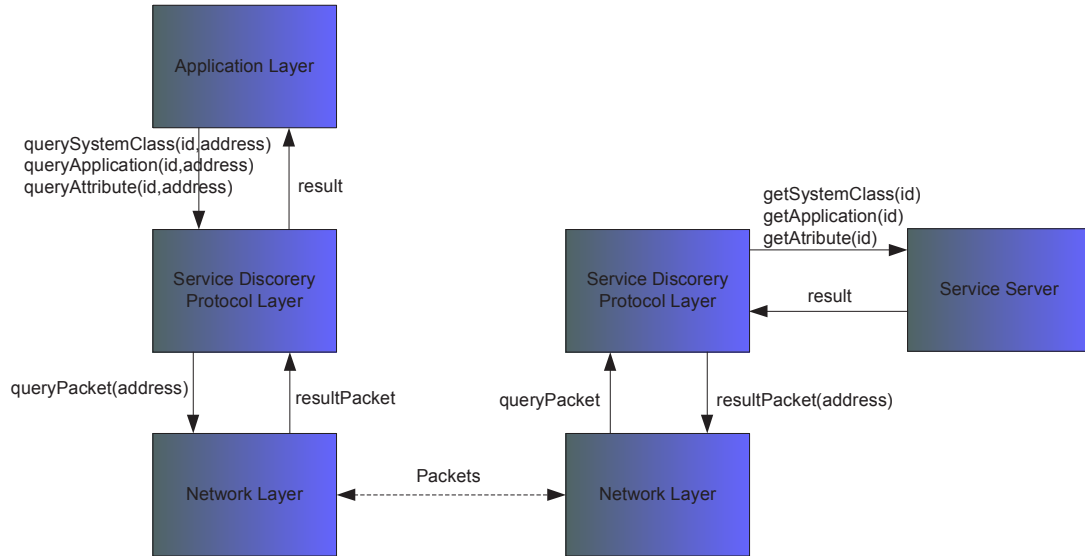 Application Layer
querySystemClass(id,address)
queryApplication(id,address)
queryAttribute(id,address)
result
Service Discorery
Protocol Layer
queryPacket(address)
resultPacket
Network Layer
Packets
getSystemClass(id)
getApplication(id)
getAtribute(id)
Service Discorery
Protocol Layer
result
Service Server
queryPacket
resultPacket(address)
Network Layer